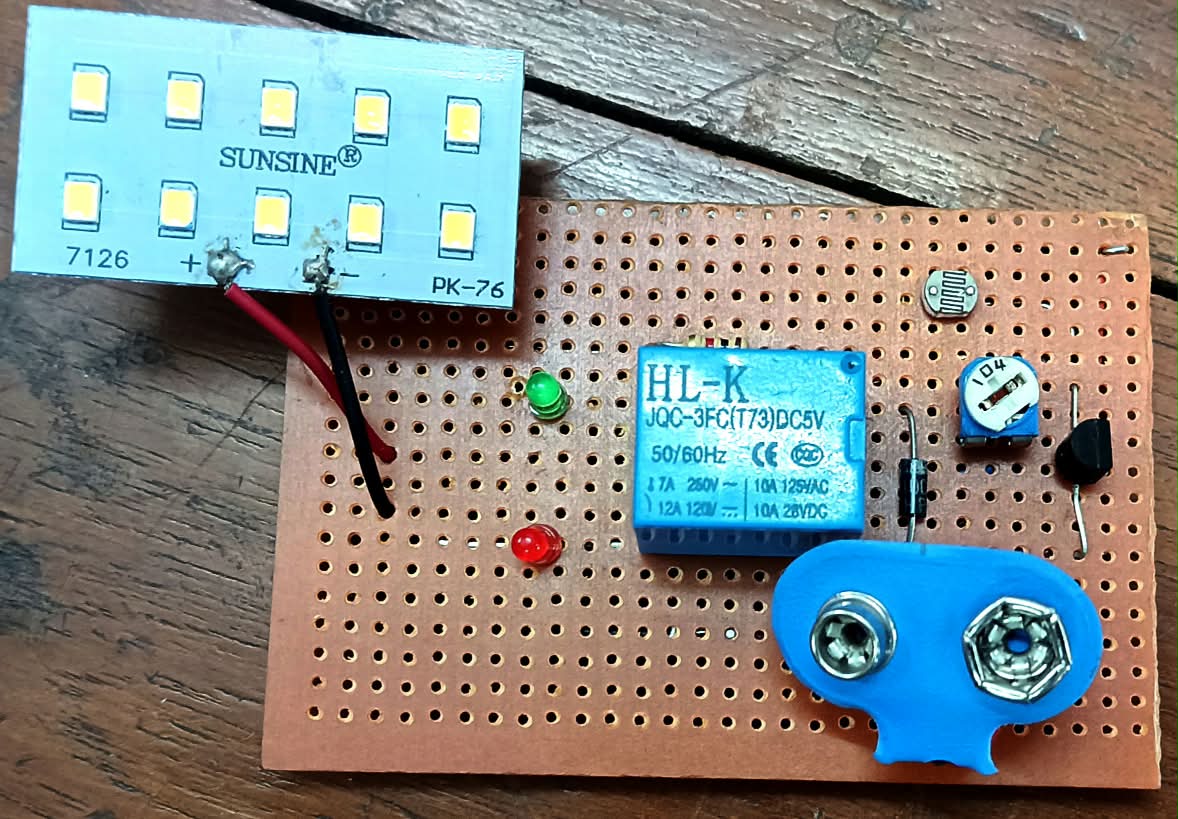 SUNSINE®
7126 + −
PK-76
HL-K
JQC-3FC(T73)DC5V
50/60Hz CE CQC
7A 250V ~ 10A 125VAC
12A 120V 10A 28VDC
104